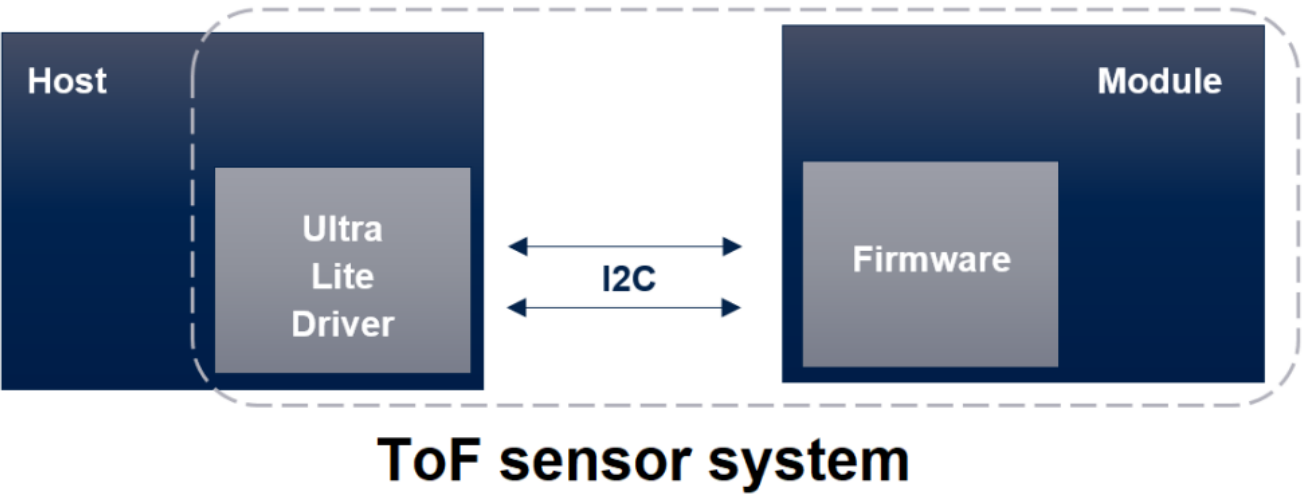 Host
Module
Ultra
Lite
Driver
I2C
Firmware
ToF sensor system